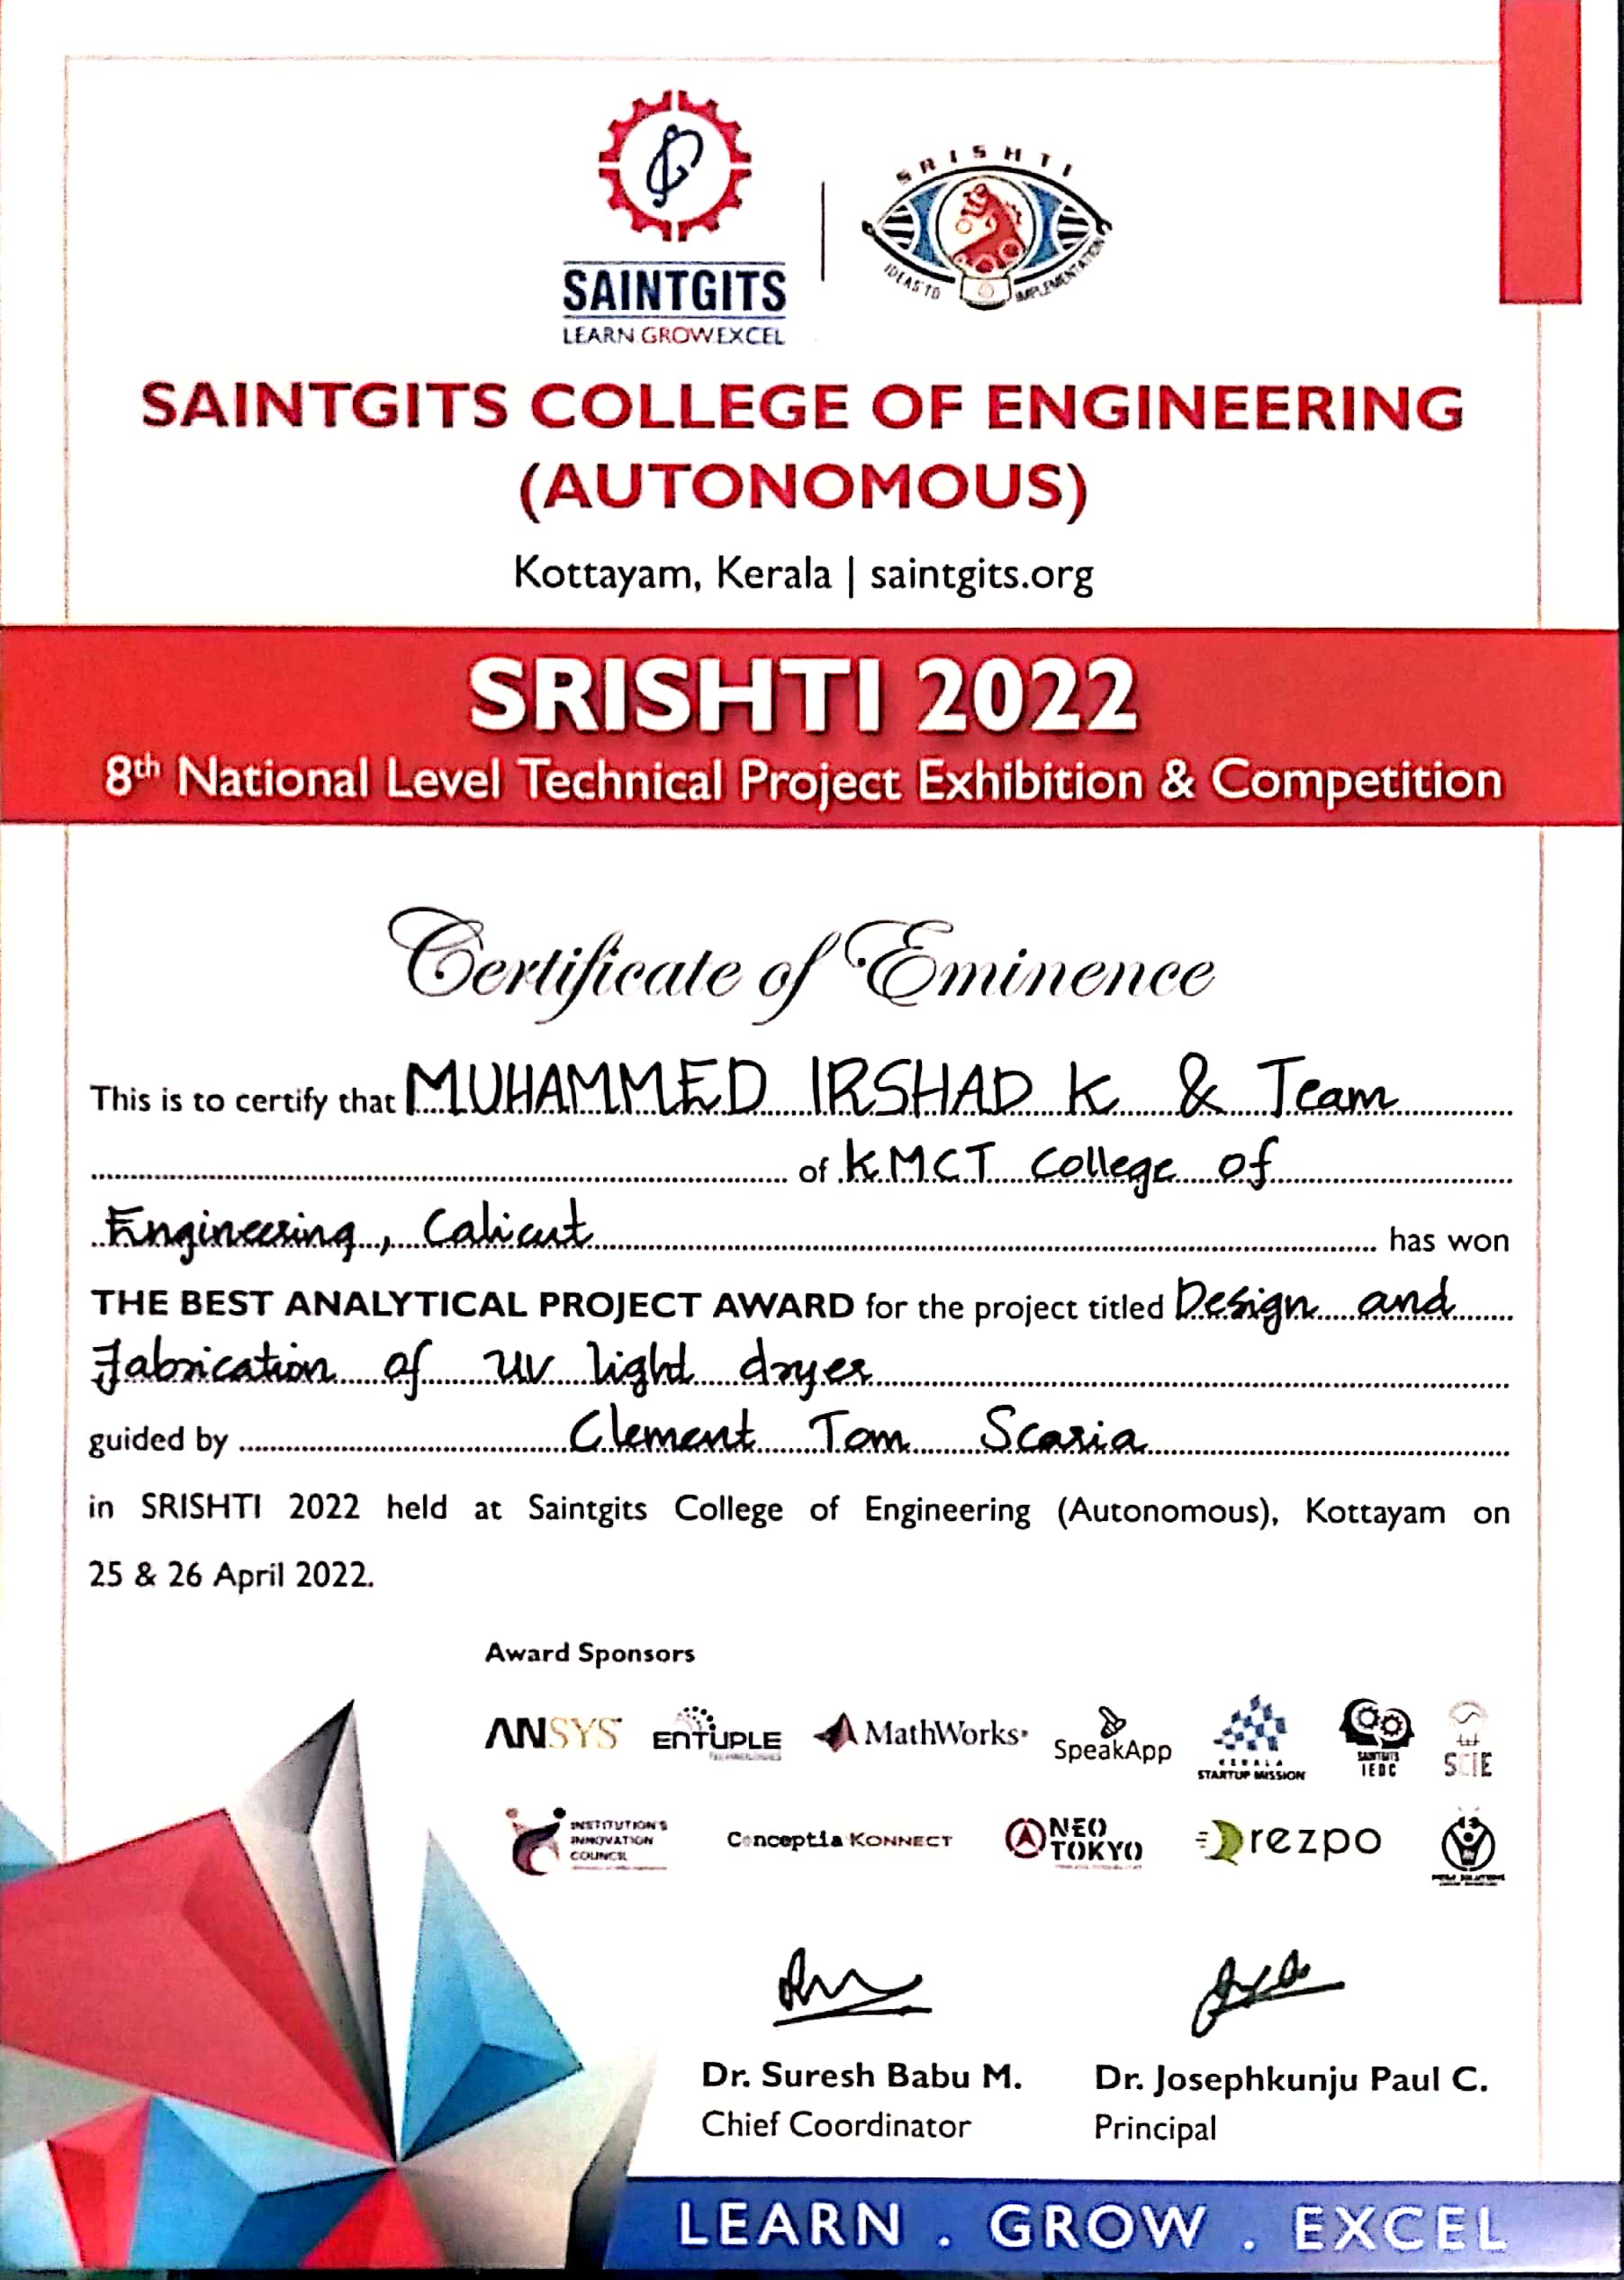 SAINTGITS
LEARN.GROW.EXCEL
SRISHTI
IDEAS TO IMPLEMENTATION
SAINTGITS COLLEGE OF ENGINEERING
(AUTONOMOUS)
Kottayam, Kerala | saintgits.org
SRISHTI 2022
8th National Level Technical Project Exhibition & Competition
Certificate of Eminence
This is to certify that MUHAMMED IRSHAD K & Team
of K.M.C.T College of
Engineering, Calicut has won
THE BEST ANALYTICAL PROJECT AWARD for the project titled Design and
fabrication of UV light dryer
guided by Clement Tom Scaria
in SRISHTI 2022 held at Saintgits College of Engineering (Autonomous), Kottayam on
25 & 26 April 2022.
Award Sponsors
ANSYS ENTUPLE TECHNOLOGIES MathWorks SpeakApp KERALA STARTUP MISSION SAINTGITS IEDC SCIE
INSTITUTION'S INNOVATION COUNCIL Conceptia KONNECT NEO TOKYO rezpo
Dr. Suresh Babu M. Dr. Josephkunju Paul C.
Chief Coordinator Principal
LEARN . GROW . EXCEL